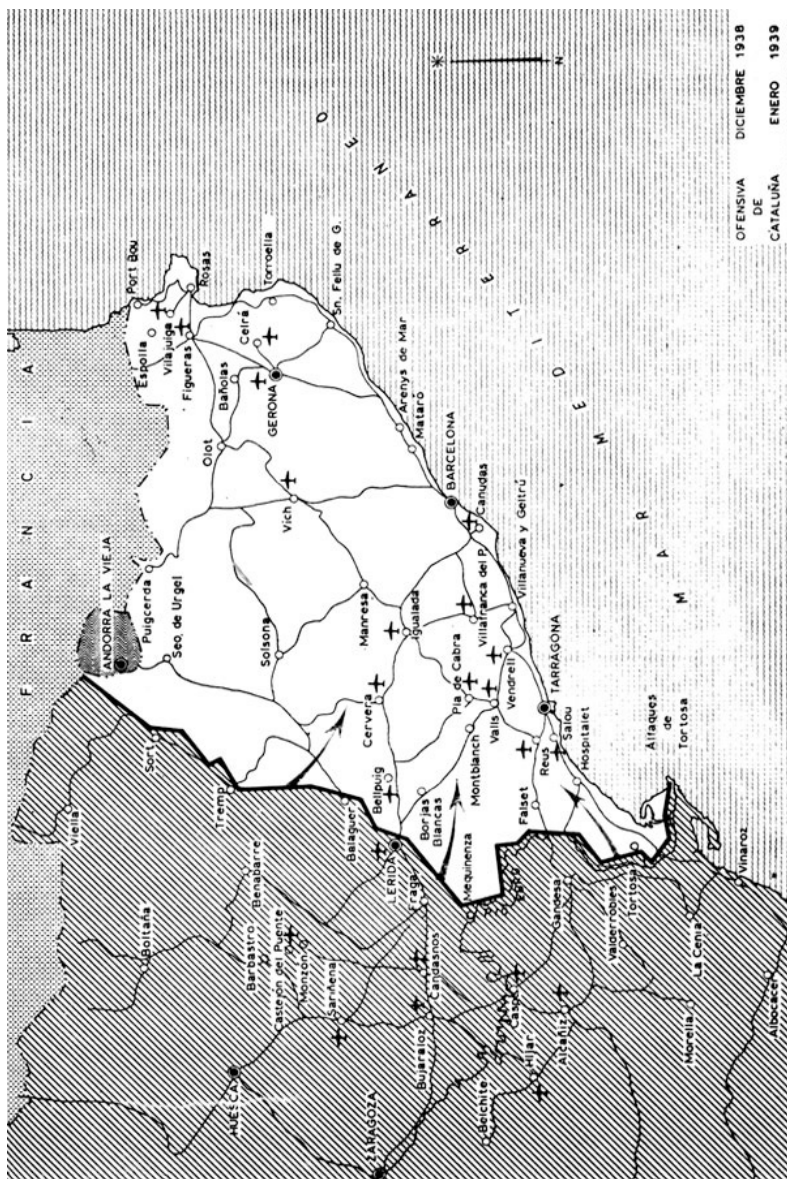 OFENSIVA DICIEMBRE 1938
DE
CATALUÑA ENERO 1939
FRANCIA
MAR MEDITERRANEO
N
ANDORRA LA VIEJA
Port Bou
Espolla
Vilajuiga
Rosas
Figueras
Torroella
Celrá
Bañolas
GERONA
Sn. Feliu de G.
Olot
Arenys de Mar
Mataró
Vich
BARCELONA
Canudas
Puigcerda
Seo. de Urgel
Solsona
Manresa
Igualada
Villafranca del P.
Villanueva y Geltrú
Cervera
Pla de Cabra
Valls
Vendrell
TARRAGONA
Salou
Reus
Hospitalet
Alfaques
de
Tortosa
Montblanch
Falset
Bellpuig
Borjas
Blancas
Sort
Tremp
Viella
Balaguer
LERIDA
Fraga
Mequinenza
EBRO
Gandesa
Tortosa
Vinaroz
Valderrobles
La Cenia
Benabarre
Boltaña
Barbastro
Castejón del Puente
Monzón
Sariñena
Candasnos
Bujaraloz
Caspe
Hijar
Alcañiz
Morella
Albocacer
Belchite
HUESCA
ZARAGOZA